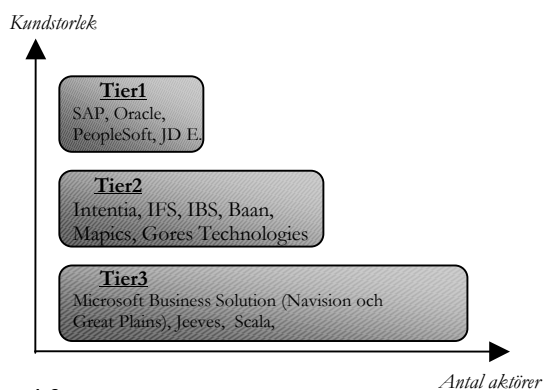 Kundstorlek
Tier1
SAP, Oracle,
PeopleSoft, JD E.
Tier2
Intentia, IFS, IBS, Baan,
Mapics, Gores Technologies
Tier3
Microsoft Business Solution (Navision och
Great Plains), Jeeves, Scala,
Antal aktörer